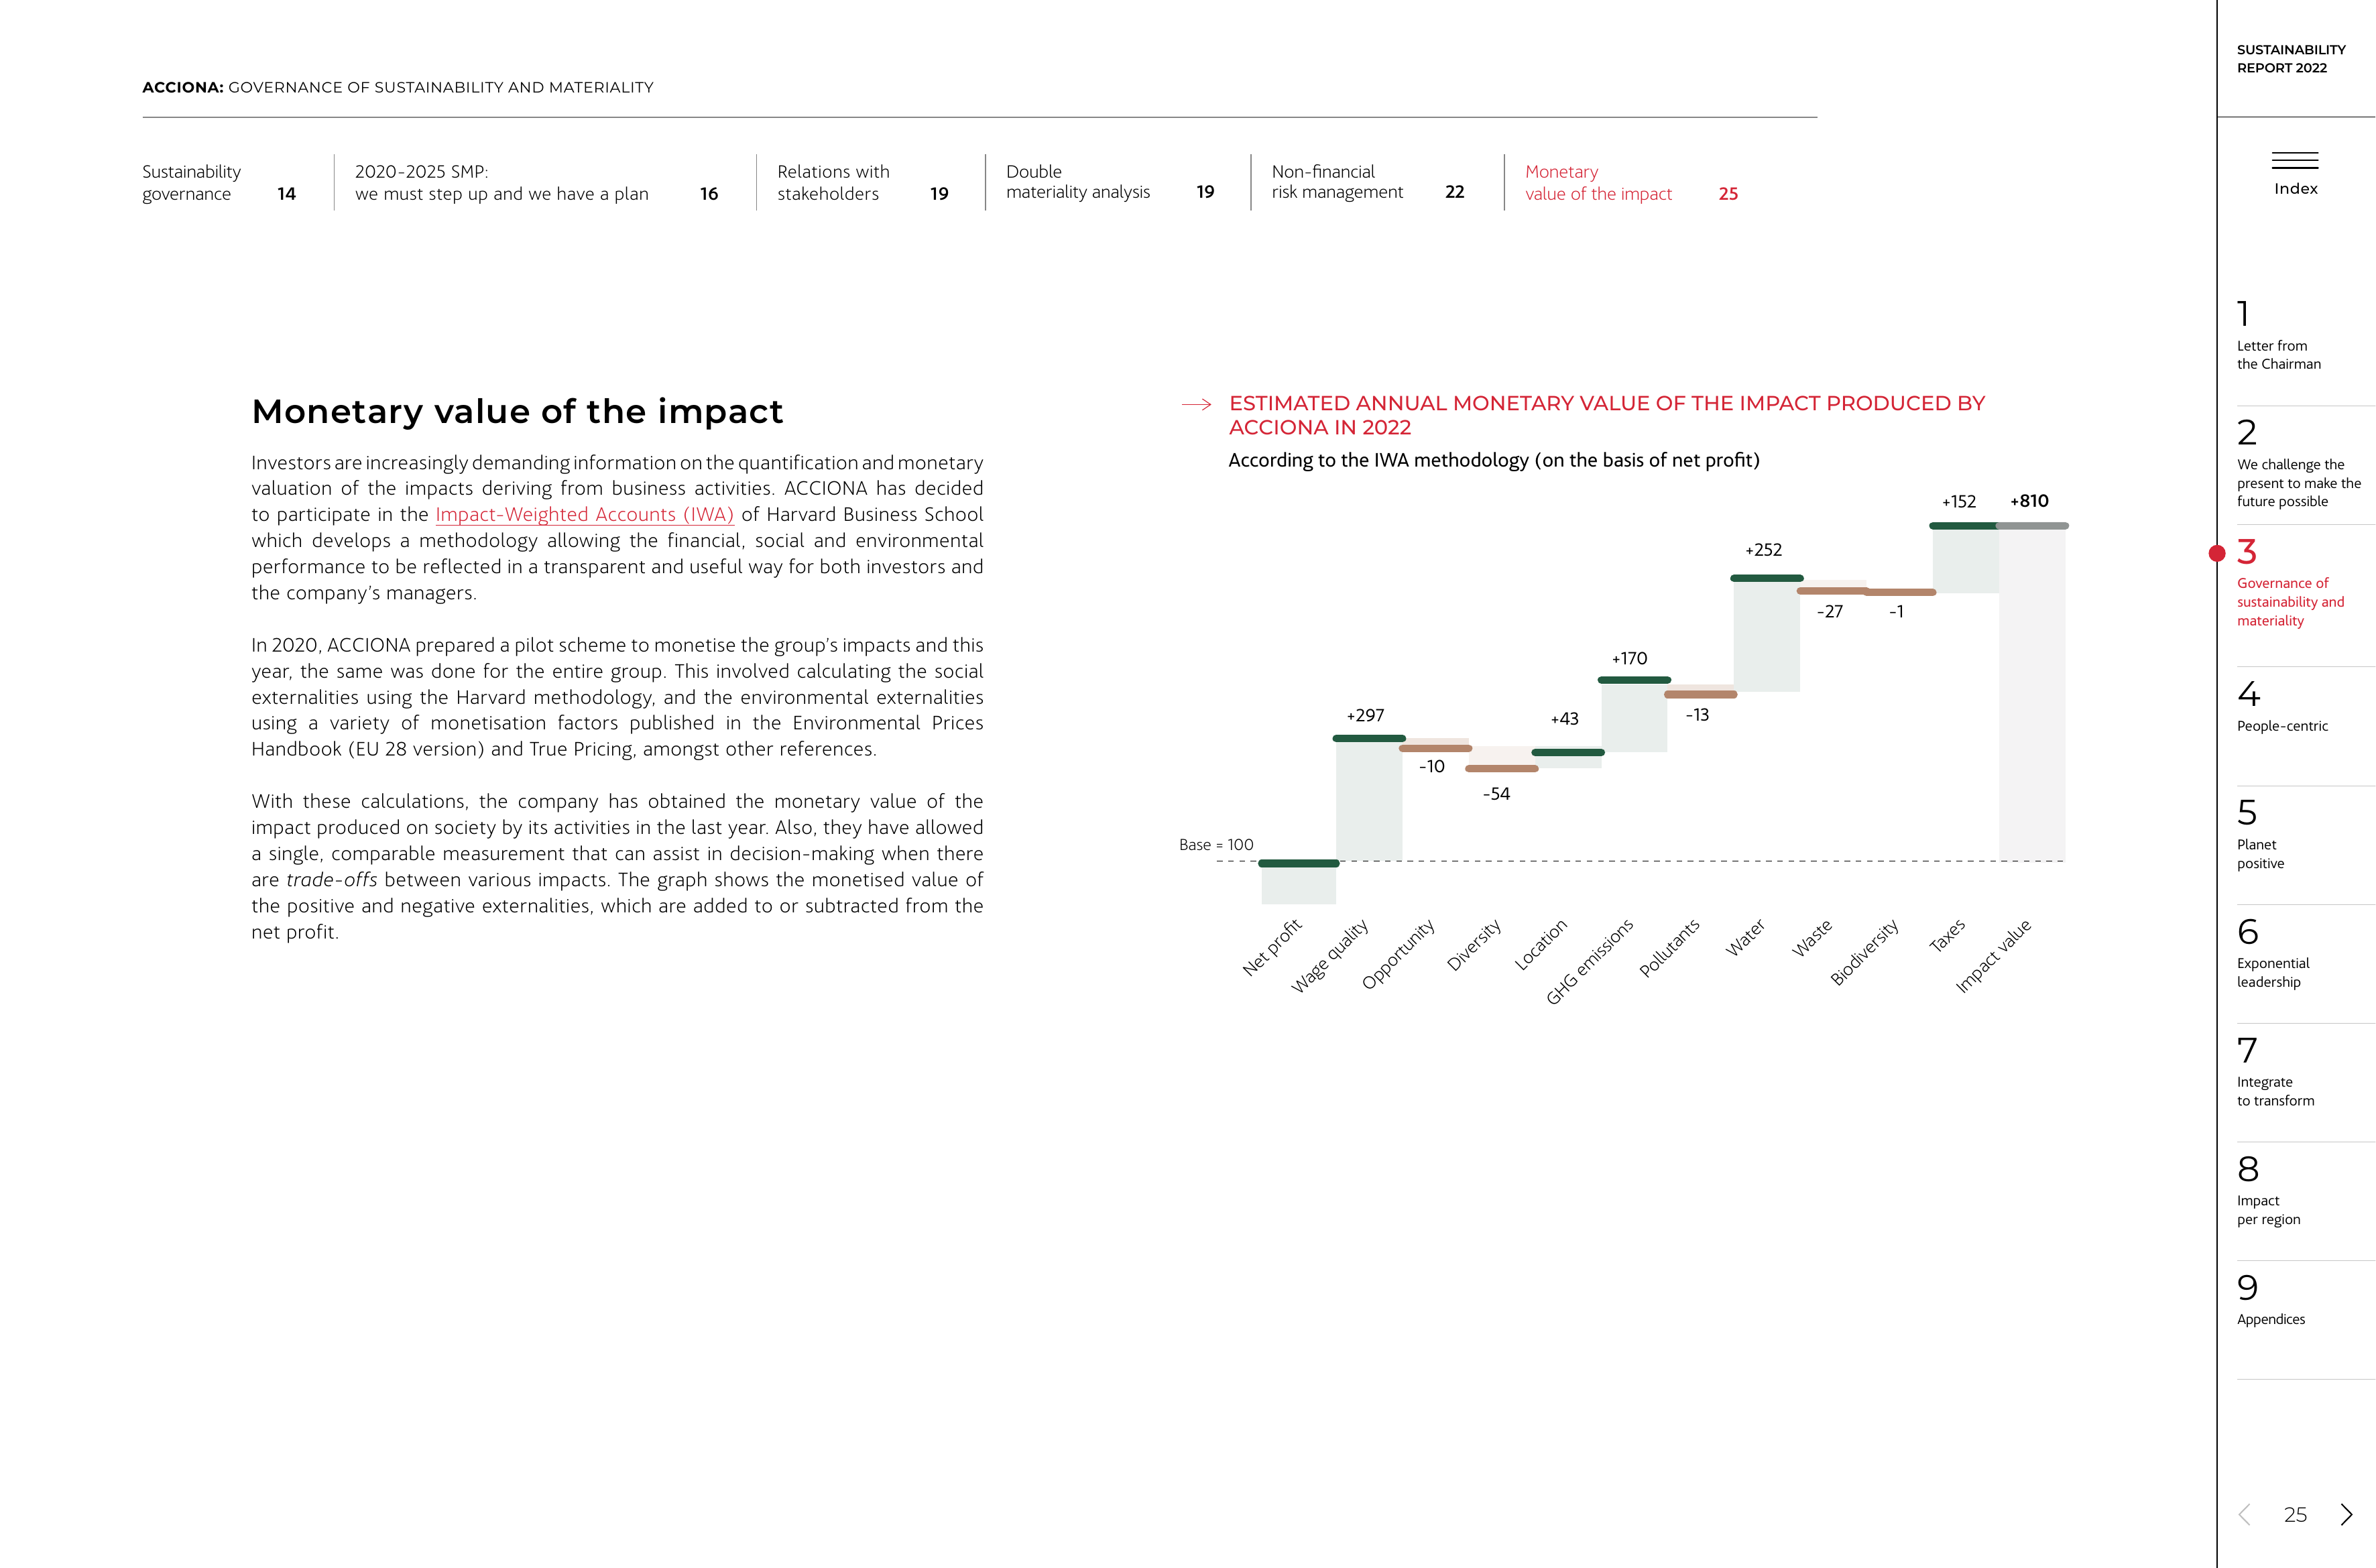 ACCIONA: GOVERNANCE OF SUSTAINABILITY AND MATERIALITY
Sustainability
governance 14
2020-2025 SMP:
we must step up and we have a plan 16
Relations with
stakeholders 19
Double
materiality analysis 19
Non-financial
risk management 22
Monetary
value of the impact 25
Monetary value of the impact
Investors are increasingly demanding information on the quantification and monetary
valuation of the impacts deriving from business activities. ACCIONA has decided
to participate in the Impact-Weighted Accounts (IWA) of Harvard Business School
which develops a methodology allowing the financial, social and environmental
performance to be reflected in a transparent and useful way for both investors and
the company’s managers.
In 2020, ACCIONA prepared a pilot scheme to monetise the group’s impacts and this
year, the same was done for the entire group. This involved calculating the social
externalities using the Harvard methodology, and the environmental externalities
using a variety of monetisation factors published in the Environmental Prices
Handbook (EU 28 version) and True Pricing, amongst other references.
With these calculations, the company has obtained the monetary value of the
impact produced on society by its activities in the last year. Also, they have allowed
a single, comparable measurement that can assist in decision-making when there
are trade-offs between various impacts. The graph shows the monetised value of
the positive and negative externalities, which are added to or subtracted from the
net profit.
ESTIMATED ANNUAL MONETARY VALUE OF THE IMPACT PRODUCED BY
ACCIONA IN 2022
According to the IWA methodology (on the basis of net profit)
Base = 100
+297
-10
-54
+43
+170
-13
+252
-27
-1
+152
+810
Net profit
Wage quality
Opportunity
Diversity
Location
GHG emissions
Pollutants
Water
Waste
Biodiversity
Taxes
Impact value
SUSTAINABILITY
REPORT 2022
Index
1
Letter from
the Chairman
2
We challenge the
present to make the
future possible
3
Governance of
sustainability and
materiality
4
People-centric
5
Planet
positive
6
Exponential
leadership
7
Integrate
to transform
8
Impact
per region
9
Appendices
25